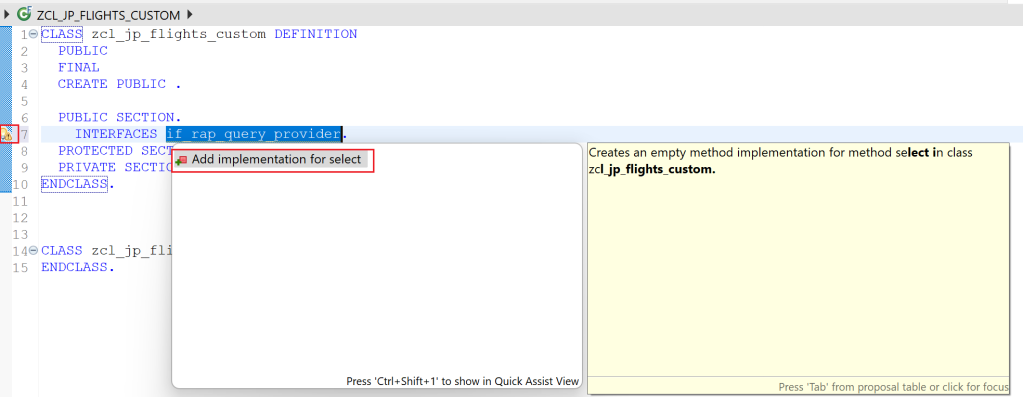 ZCL_JP_FLIGHTS_CUSTOM
1 CLASS zcl_jp_flights_custom DEFINITION
2 PUBLIC
3 FINAL
4 CREATE PUBLIC .
5
6 PUBLIC SECTION.
7 INTERFACES if_rap_query_provider.
8 PROTECTED SECT
9 PRIVATE SECTIO
10 ENDCLASS.
11
12
13
14 CLASS zcl_jp_fli
15 ENDCLASS.
Add implementation for select
Press 'Ctrl+Shift+1' to show in Quick Assist View
Creates an empty method implementation for method select in class
zcl_jp_flights_custom.
Press 'Tab' from proposal table or click for focus